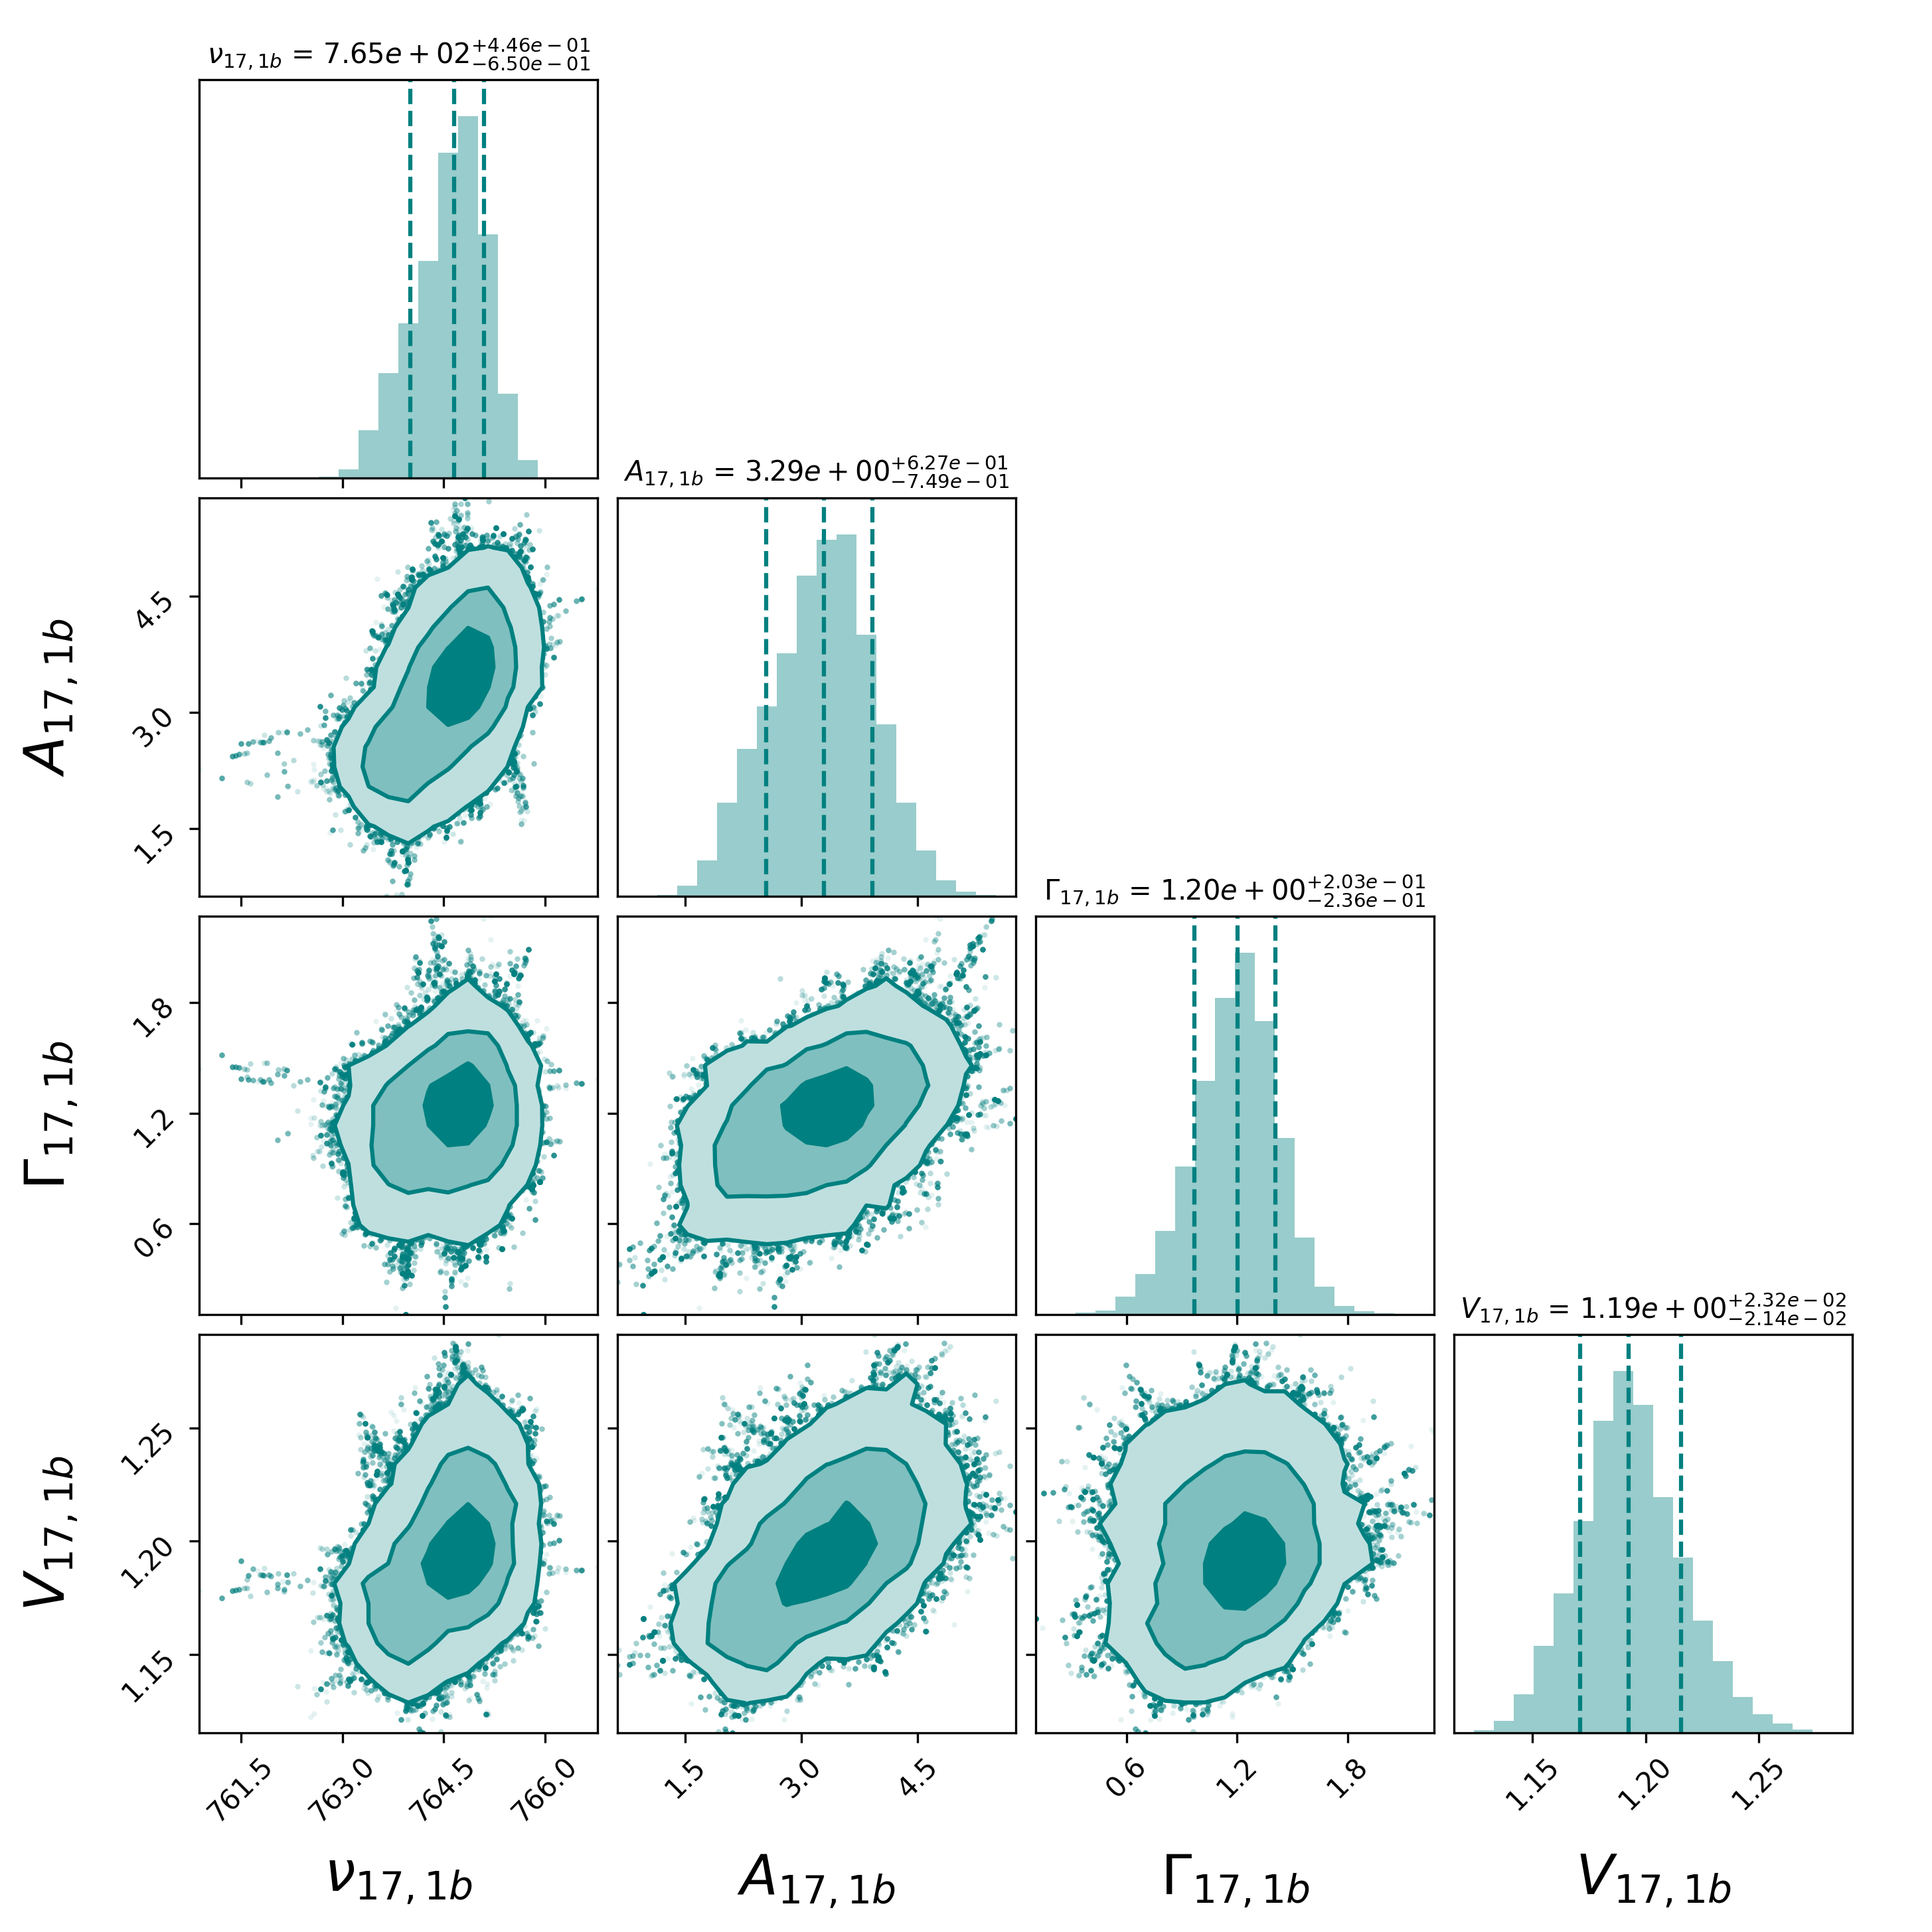 ν17, 1b = 7.65e + 02 +4.46e − 01 −6.50e − 01
A17, 1b = 3.29e + 00 +6.27e − 01 −7.49e − 01
A17, 1b
4.5
3.0
1.5
Γ17, 1b = 1.20e + 00 +2.03e − 01 −2.36e − 01
Γ17, 1b
1.8
1.2
0.6
V17, 1b = 1.19e + 00 +2.32e − 02 −2.14e − 02
V17, 1b
1.25
1.20
1.15
761.5 763.0 764.5 766.0 1.5 3.0 4.5 0.6 1.2 1.8 1.15 1.20 1.25
ν17, 1b A17, 1b Γ17, 1b V17, 1b